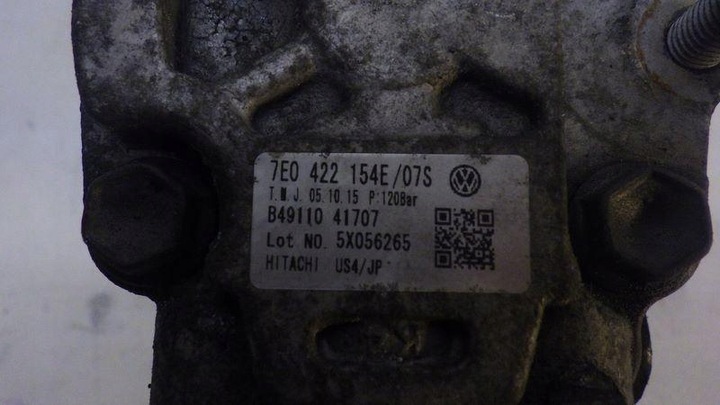 7E0 422 154E/07S
T.W.J. 05.10.15 P:120Bar
B49110 41707
Lot NO. 5X056265
HITACHI US4/JP